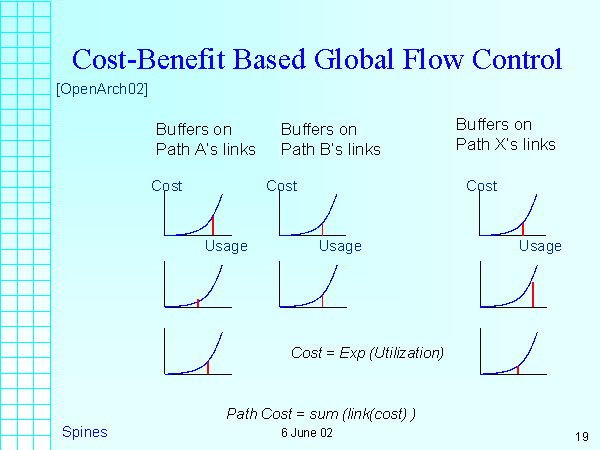 Cost-Benefit Based Global Flow Control
[OpenArch02]
Buffers on
Path A's links
Buffers on
Path B's links
Buffers on
Path X's links
Cost
Cost
Cost
Usage
Usage
Usage
Cost = Exp (Utilization)
Path Cost = sum (link(cost) )
Spines
6 June 02
19